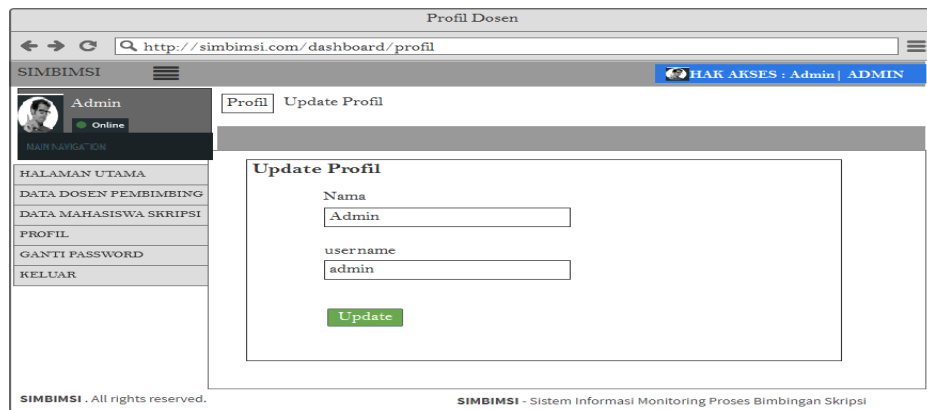 Profil Dosen
http://simbimsi.com/dashboard/profil
SIMBIMSI
HAK AKSES : Admin | ADMIN
Admin
Online
MAIN NAVIGATION
HALAMAN UTAMA
DATA DOSEN PEMBIMBING
DATA MAHASISWA SKRIPSI
PROFIL
GANTI PASSWORD
KELUAR
Profil Update Profil
Update Profil
Nama
Admin
username
admin
Update
SIMBIMSI . All rights reserved.
SIMBIMSI - Sistem Informasi Monitoring Proses Bimbingan Skripsi